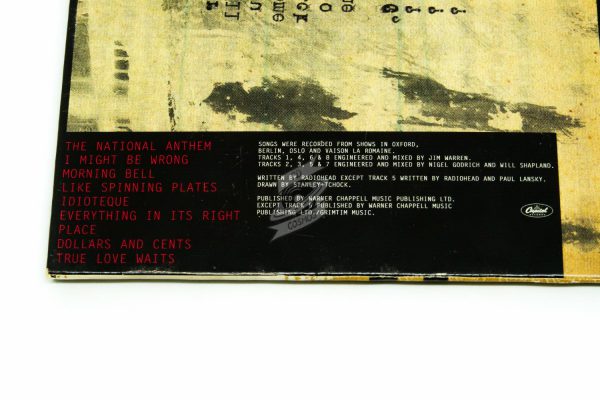 THE NATIONAL ANTHEM
I MIGHT BE WRONG
MORNING BELL
LIKE SPINNING PLATES
IDIOTEQUE
EVERYTHING IN ITS RIGHT
PLACE
DOLLARS AND CENTS
TRUE LOVE WAITS
SONGS WERE RECORDED FROM SHOWS IN OXFORD,
BERLIN, OSLO AND VAISON LA ROMAINE.
TRACKS 1, 4, 6 & 8 ENGINEERED AND MIXED BY JIM WARREN.
TRACKS 2, 3, 5 & 7 ENGINEERED AND MIXED BY NIGEL GODRICH AND WILL SHAPLAND.
WRITTEN BY RADIOHEAD EXCEPT TRACK 5 WRITTEN BY RADIOHEAD AND PAUL LANSKY.
DRAWN BY STANLEY-TCHOCK.
PUBLISHED BY WARNER CHAPPELL MUSIC PUBLISHING LTD.
EXCEPT TRACK 5 PUBLISHED BY WARNER CHAPPELL MUSIC
PUBLISHING LTD./GRIMTIM MUSIC.
Capitol